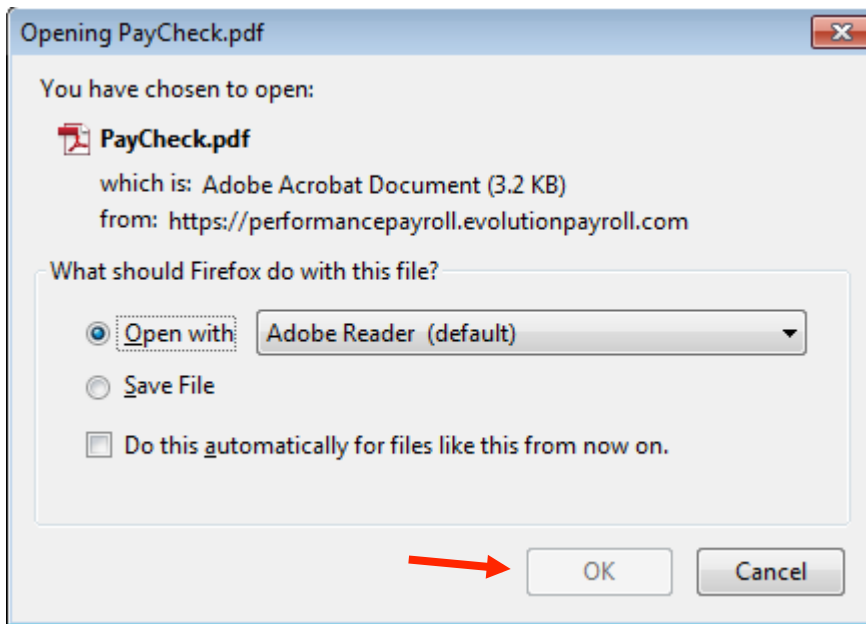 Opening PayCheck.pdf
You have chosen to open:
PayCheck.pdf
which is: Adobe Acrobat Document (3.2 KB)
from: https://performancepayroll.evolutionpayroll.com
What should Firefox do with this file?
Open with Adobe Reader (default)
Save File
Do this automatically for files like this from now on.
OK Cancel